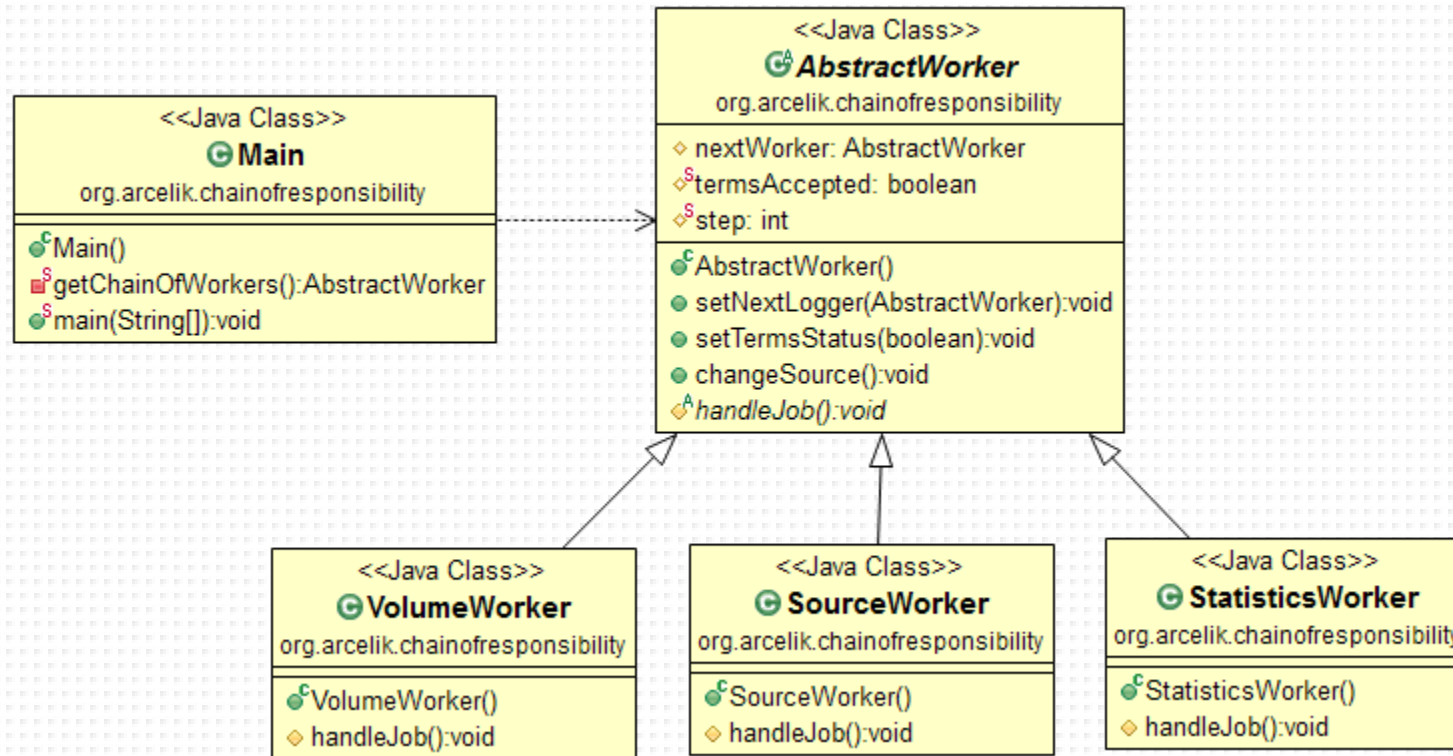 <<Java Class>>
Main
org.arcelik.chainofresponsibility
Main()
getChainOfWorkers():AbstractWorker
main(String[]):void
<<Java Class>>
AbstractWorker
org.arcelik.chainofresponsibility
nextWorker: AbstractWorker
termsAccepted: boolean
step: int
AbstractWorker()
setNextLogger(AbstractWorker):void
setTermsStatus(boolean):void
changeSource():void
handleJob():void
<<Java Class>>
VolumeWorker
org.arcelik.chainofresponsibility
VolumeWorker()
handleJob():void
<<Java Class>>
SourceWorker
org.arcelik.chainofresponsibility
SourceWorker()
handleJob():void
<<Java Class>>
StatisticsWorker
org.arcelik.chainofresponsibility
StatisticsWorker()
handleJob():void